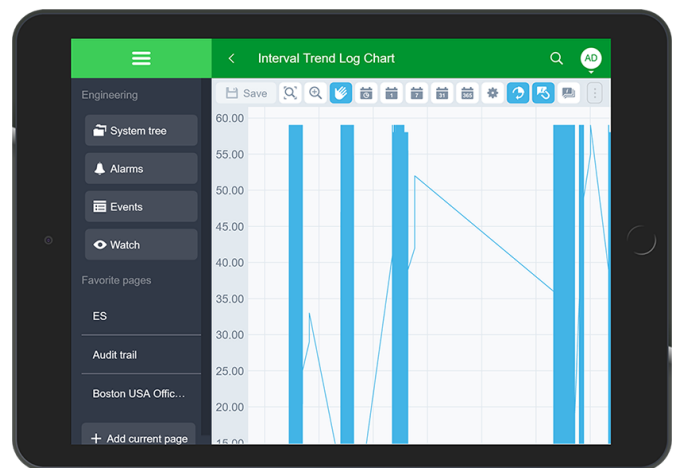 Interval Trend Log Chart
AD
Engineering
Save
1
7
31
365
System tree
Alarms
Events
Watch
Favorite pages
ES
Audit trail
Boston USA Offic...
+ Add current page
60.00
55.00
50.00
45.00
40.00
35.00
30.00
25.00
20.00
15.00